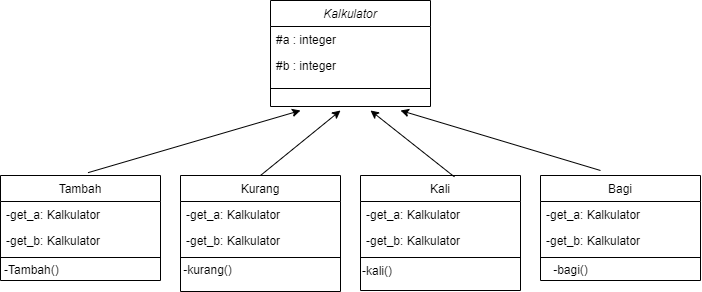 Kalkulator
#a : integer
#b : integer
Tambah
-get_a: Kalkulator
-get_b: Kalkulator
-Tambah()
Kurang
-get_a: Kalkulator
-get_b: Kalkulator
-kurang()
Kali
-get_a: Kalkulator
-get_b: Kalkulator
-kali()
Bagi
-get_a: Kalkulator
-get_b: Kalkulator
-bagi()